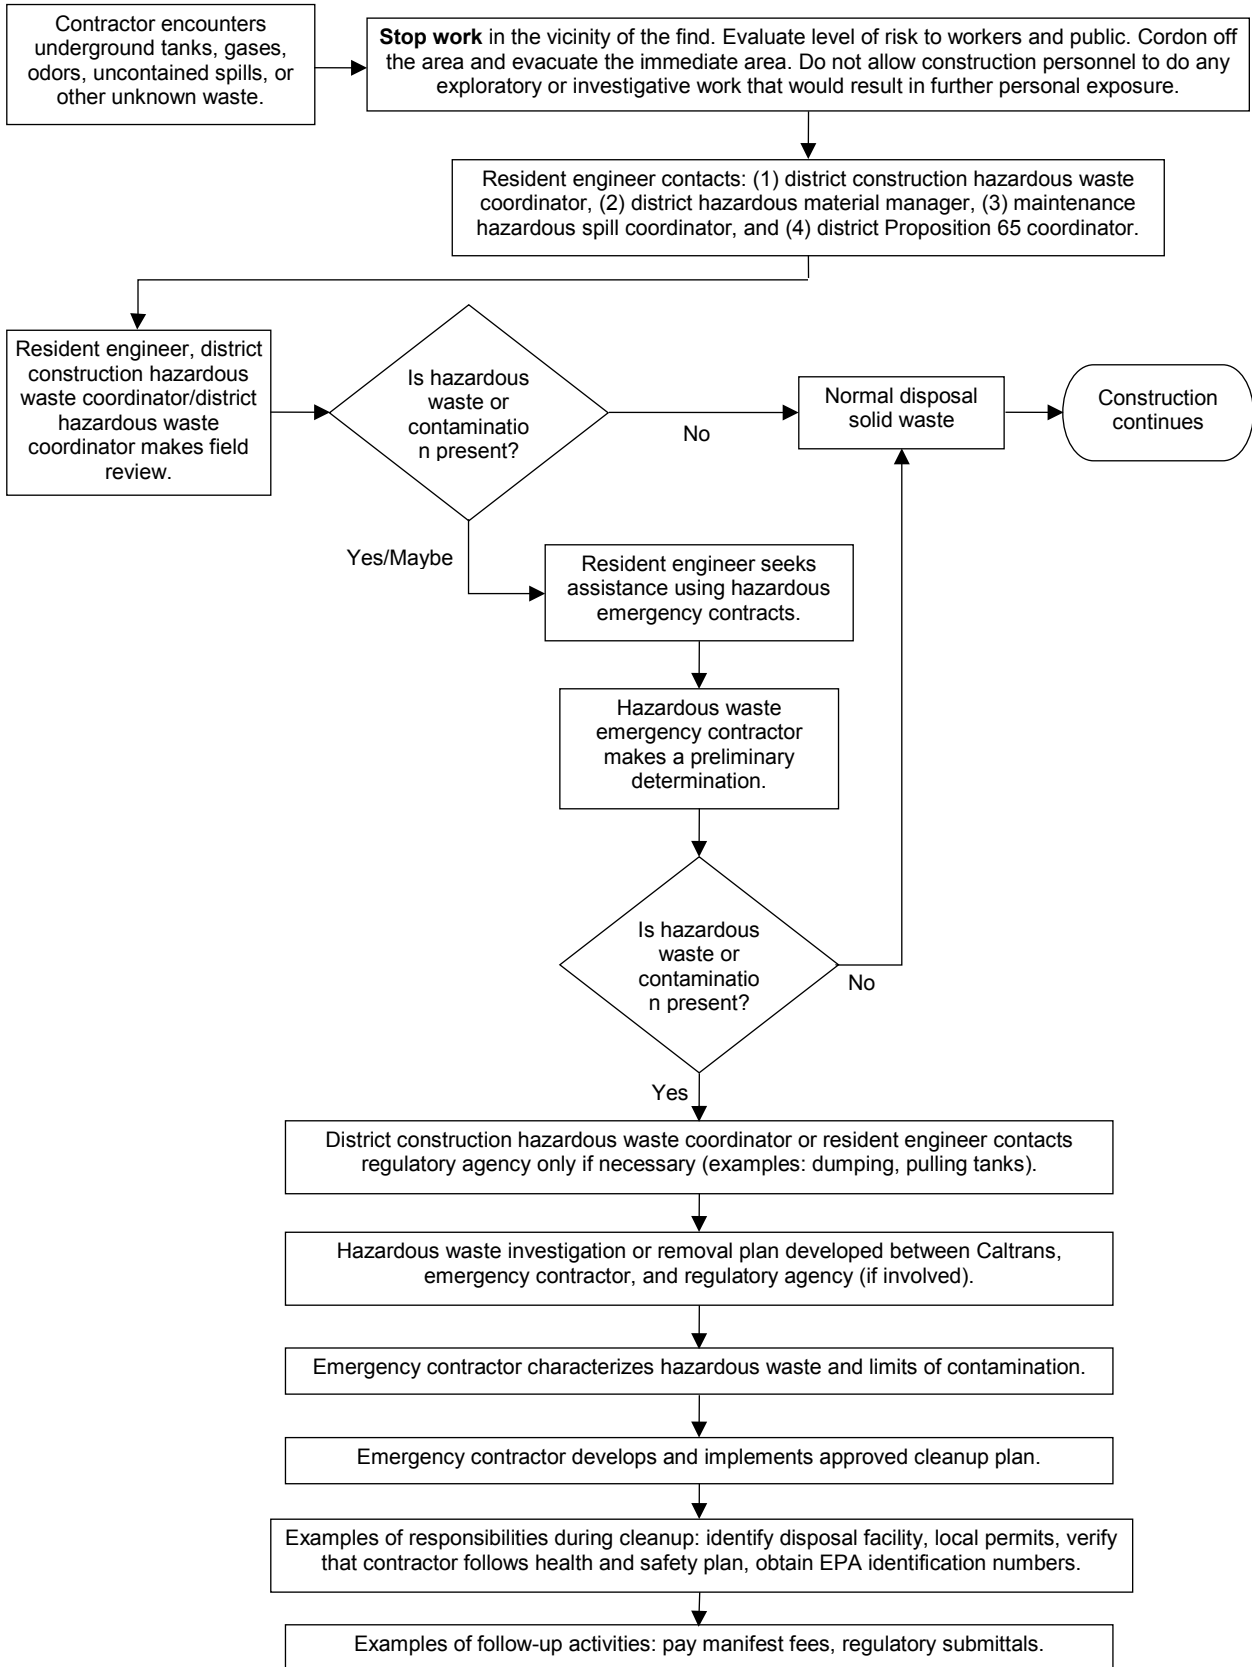 Contractor encounters
underground tanks, gases,
odors, uncontained spills, or
other unknown waste.
Stop work in the vicinity of the find. Evaluate level of risk to workers and public. Cordon off
the area and evacuate the immediate area. Do not allow construction personnel to do any
exploratory or investigative work that would result in further personal exposure.
Resident engineer contacts: (1) district construction hazardous waste
coordinator, (2) district hazardous material manager, (3) maintenance
hazardous spill coordinator, and (4) district Proposition 65 coordinator.
Resident engineer, district
construction hazardous
waste coordinator/district
hazardous waste
coordinator makes field
review.
Is hazardous
waste or
contaminatio
n present?
No
Normal disposal
solid waste
Construction
continues
Yes/Maybe
Resident engineer seeks
assistance using hazardous
emergency contracts.
Hazardous waste
emergency contractor
makes a preliminary
determination.
Is hazardous
waste or
contaminatio
n present?
No
Yes
District construction hazardous waste coordinator or resident engineer contacts
regulatory agency only if necessary (examples: dumping, pulling tanks).
Hazardous waste investigation or removal plan developed between Caltrans,
emergency contractor, and regulatory agency (if involved).
Emergency contractor characterizes hazardous waste and limits of contamination.
Emergency contractor develops and implements approved cleanup plan.
Examples of responsibilities during cleanup: identify disposal facility, local permits, verify
that contractor follows health and safety plan, obtain EPA identification numbers.
Examples of follow-up activities: pay manifest fees, regulatory submittals.